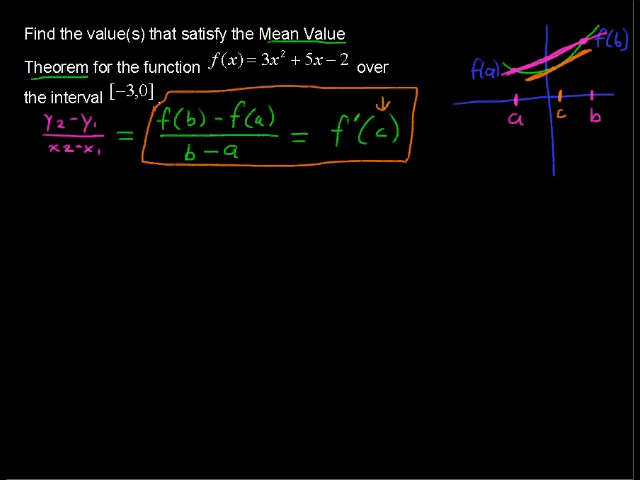 Find the value(s) that satisfy the Mean Value
Theorem for the function f(x) = 3x² + 5x − 2 over
the interval [−3,0]
y₂ − y₁ / x₂ − x₁ = f(b) − f(a) / b − a = f'(c)
f(a) f(b)
a c b